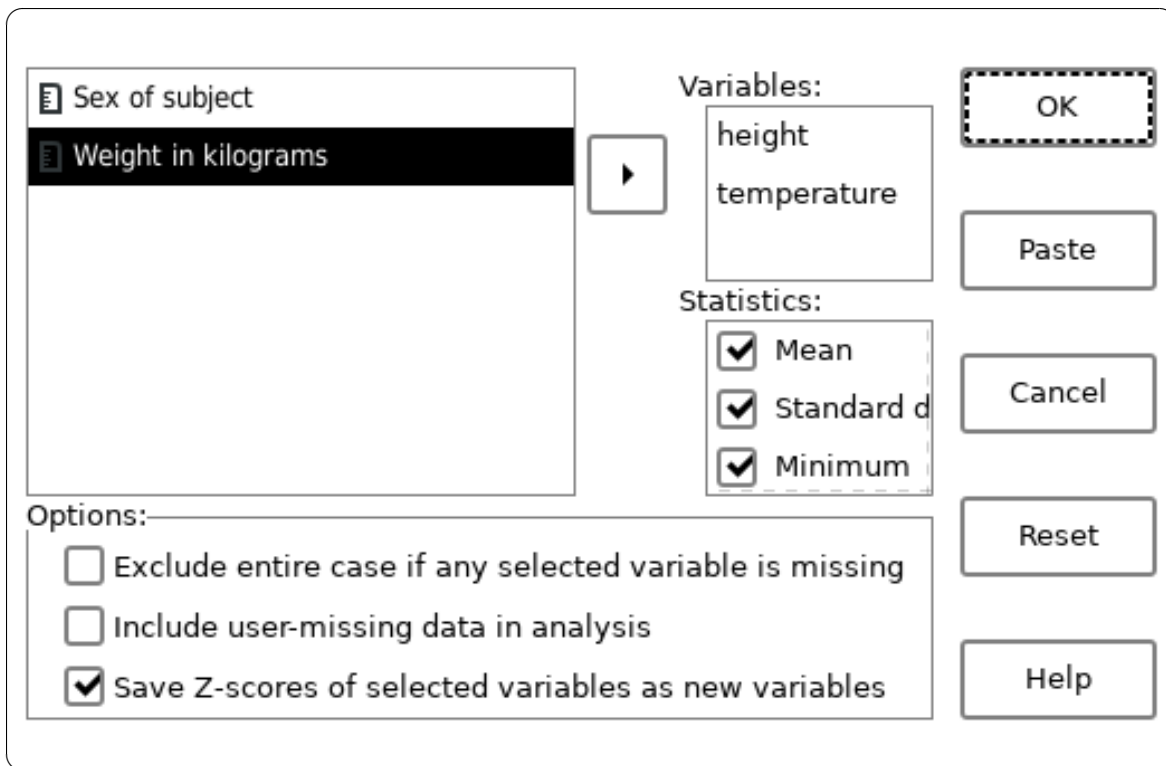 Sex of subject
Weight in kilograms
Variables:
height
temperature
Statistics:
Mean
Standard d
Minimum
Options:
Exclude entire case if any selected variable is missing
Include user-missing data in analysis
Save Z-scores of selected variables as new variables
OK
Paste
Cancel
Reset
Help